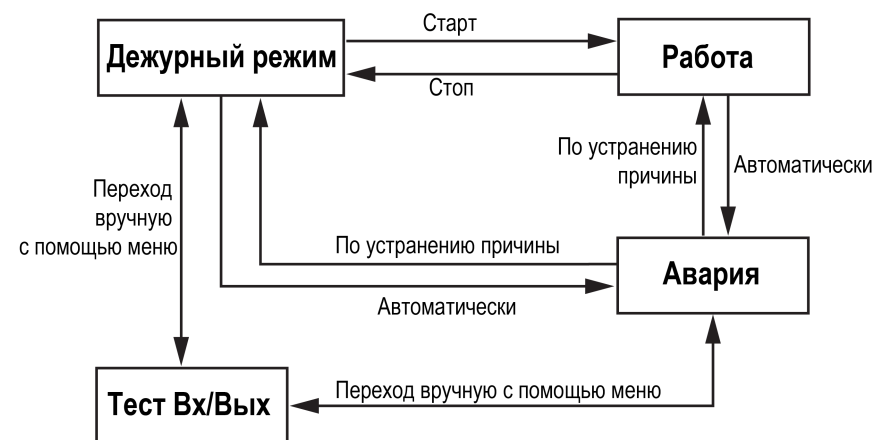 Старт
Дежурный режим
Работа
Стоп
По устранению
причины
Автоматически
Переход
вручную
с помощью меню
По устранению причины
Авария
Автоматически
Переход вручную с помощью меню
Тест Вх/Вых